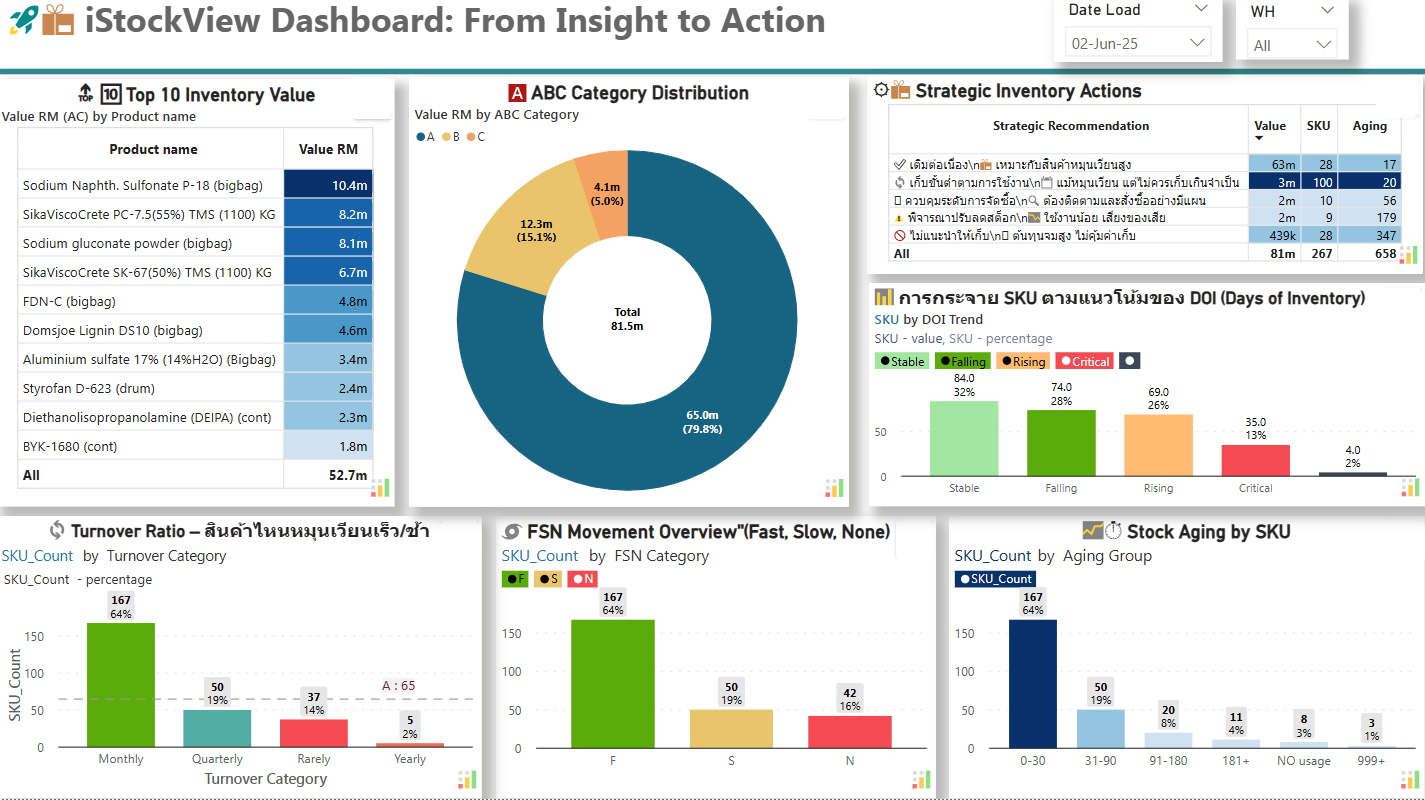 iStockView Dashboard: From Insight to Action
Date Load
02-Jun-25
WH
All
TOP 10 Top 10 Inventory Value
Value RM (AC) by Product name
Product name Value RM
Sodium Naphth. Sulfonate P-18 (bigbag) 10.4m
SikaViscoCrete PC-7.5(55%) TMS (1100) KG 8.2m
Sodium gluconate powder (bigbag) 8.1m
SikaViscoCrete SK-67(50%) TMS (1100) KG 6.7m
FDN-C (bigbag) 4.8m
Domsjoe Lignin DS10 (bigbag) 4.6m
Aluminium sulfate 17% (14%H2O) (Bigbag) 3.4m
Styrofan D-623 (drum) 2.4m
Diethanolisopropanolamine (DEIPA) (cont) 2.3m
BYK-1680 (cont) 1.8m
All 52.7m
A ABC Category Distribution
Value RM by ABC Category
A B C
4.1m
(5.0%)
12.3m
(15.1%)
Total
81.5m
65.0m
(79.8%)
Strategic Inventory Actions
Strategic Recommendation Value SKU Aging
เติมต่อเนื่อง\n เหมาะกับสินค้าหมุนเวียนสูง 63m 28 17
เก็บขั้นต่ำตามการใช้งาน\n แม้หมุนเวียน แต่ไม่ควรเก็บเกินจำเป็น 3m 100 20
ควบคุมระดับการจัดซื้อ\n ต้องติดตามและสั่งซื้ออย่างมีแผน 2m 10 56
พิจารณาปรับลดสต็อก\n ใช้งานน้อย เสี่ยงของเสีย 2m 9 179
ไม่แนะนำให้เก็บ\n ต้นทุนจมสูง ไม่คุ้มค่าเก็บ 439k 28 347
All 81m 267 658
การกระจาย SKU ตามแนวโน้มของ DOI (Days of Inventory)
SKU by DOI Trend
SKU - value, SKU - percentage
Stable Falling Rising Critical
84.0 74.0 69.0 35.0 4.0
32% 28% 26% 13% 2%
50
0
Stable Falling Rising Critical
Turnover Ratio – สินค้าไหนหมุนเวียนเร็ว/ช้า
SKU_Count by Turnover Category
SKU_Count - percentage
SKU_Count
150
100
50
0
167
64%
50
19%
37
14%
5
2%
A : 65
Monthly Quarterly Rarely Yearly
Turnover Category
FSN Movement Overview"(Fast, Slow, None)
SKU_Count by FSN Category
F S N
150
100
50
0
167
64%
50
19%
42
16%
F S N
Stock Aging by SKU
SKU_Count by Aging Group
SKU_Count
150
100
50
0
167
64%
50
19%
20
8%
11
4%
8
3%
3
1%
0-30 31-90 91-180 181+ NO usage 999+